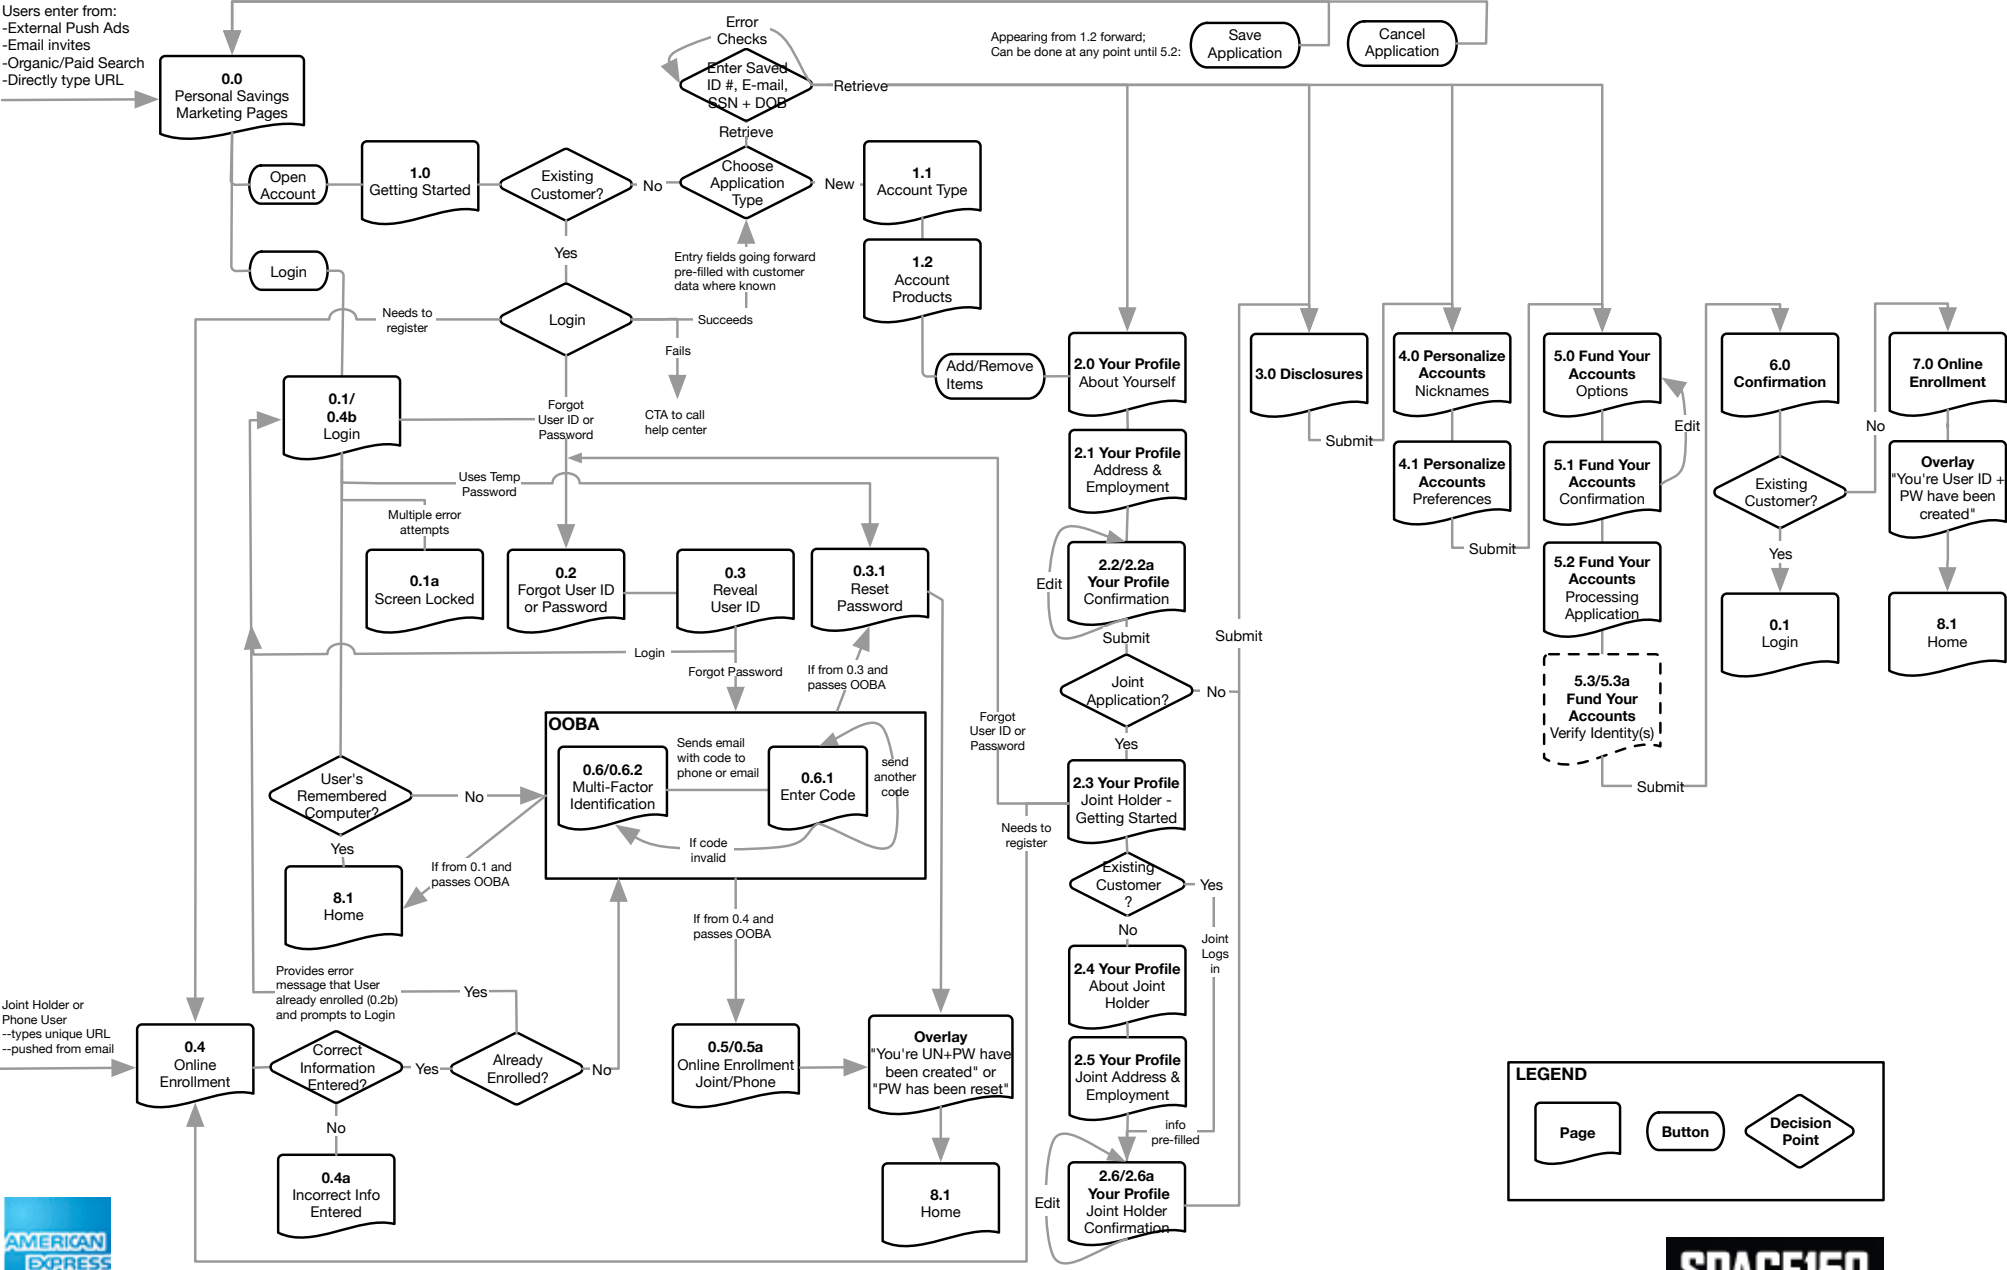 Users enter from:
-External Push Ads
-Email invites
-Organic/Paid Search
-Directly type URL
0.0
Personal Savings
Marketing Pages
Error
Checks
Enter Saved
ID #, E-mail,
SSN + DOB
Retrieve
Retrieve
Appearing from 1.2 forward;
Can be done at any point until 5.2:
Save
Application
Cancel
Application
Open
Account
1.0
Getting Started
Existing
Customer?
No
Choose
Application
Type
New
1.1
Account Type
Yes
Entry fields going forward
pre-filled with customer
data where known
1.2
Account
Products
Login
Needs to
register
Login
Succeeds
Fails
CTA to call
help center
Add/Remove
Items
0.1/
0.4b
Login
Forgot
User ID or
Password
Uses Temp
Password
Multiple error
attempts
0.1a
Screen Locked
0.2
Forgot User ID
or Password
0.3
Reveal
User ID
0.3.1
Reset
Password
Login
Forgot Password
If from 0.3 and
passes OOBA
OOBA
0.6/0.6.2
Multi-Factor
Identification
Sends email
with code to
phone or email
0.6.1
Enter Code
send
another
code
If code
invalid
User's
Remembered
Computer?
No
Yes
If from 0.1 and
passes OOBA
8.1
Home
If from 0.4 and
passes OOBA
Provides error
message that User
already enrolled (0.2b)
and prompts to Login
Yes
Joint Holder or
Phone User
--types unique URL
--pushed from email
0.4
Online
Enrollment
Correct
Information
Entered?
Yes
Already
Enrolled?
No
No
0.4a
Incorrect Info
Entered
0.5/0.5a
Online Enrollment
Joint/Phone
Overlay
"You're UN+PW have
been created" or
"PW has been reset"
8.1
Home
2.0 Your Profile
About Yourself
2.1 Your Profile
Address &
Employment
2.2/2.2a
Your Profile
Confirmation
Edit
Submit
Joint
Application?
No
Submit
Yes
Forgot
User ID or
Password
2.3 Your Profile
Joint Holder -
Getting Started
Needs to
register
Existing
Customer
?
Yes
No
Joint
Logs
in
2.4 Your Profile
About Joint
Holder
2.5 Your Profile
Joint Address &
Employment
info
pre-filled
2.6/2.6a
Your Profile
Joint Holder
Confirmation
Edit
3.0 Disclosures
Submit
4.0 Personalize
Accounts
Nicknames
4.1 Personalize
Accounts
Preferences
Submit
5.0 Fund Your
Accounts
Options
Edit
5.1 Fund Your
Accounts
Confirmation
5.2 Fund Your
Accounts
Processing
Application
5.3/5.3a
Fund Your
Accounts
Verify Identity(s)
Submit
6.0
Confirmation
Existing
Customer?
No
Yes
0.1
Login
7.0 Online
Enrollment
Overlay
"You're User ID +
PW have been
created"
8.1
Home
LEGEND
Page
Button
Decision
Point
AMERICAN
EXPRESS
SPACE150